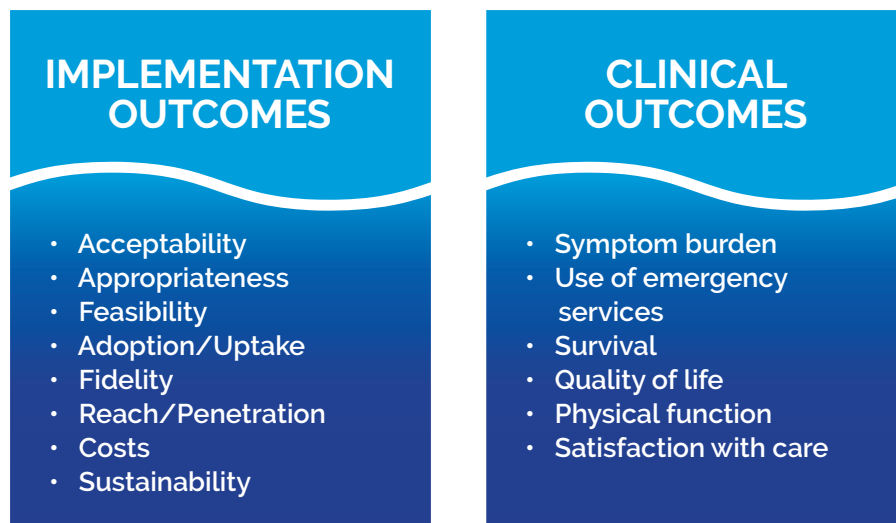 IMPLEMENTATION
OUTCOMES
· Acceptability
· Appropriateness
· Feasibility
· Adoption/Uptake
· Fidelity
· Reach/Penetration
· Costs
· Sustainability
CLINICAL
OUTCOMES
· Symptom burden
· Use of emergency
services
· Survival
· Quality of life
· Physical function
· Satisfaction with care